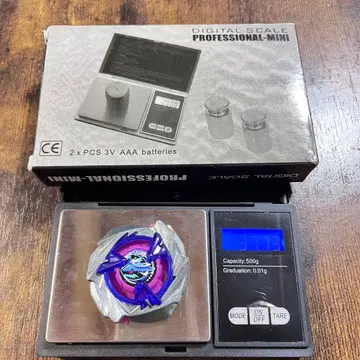 DIGITAL SCALE
PROFESSIONAL-MINI
CE
2 x PCS 3V AAA batteries
DIGITAL SCALE
PROFESSIONAL-MINI
Capacity: 500g
Graduation: 0.01g
MODE
ON
OFF
TARE